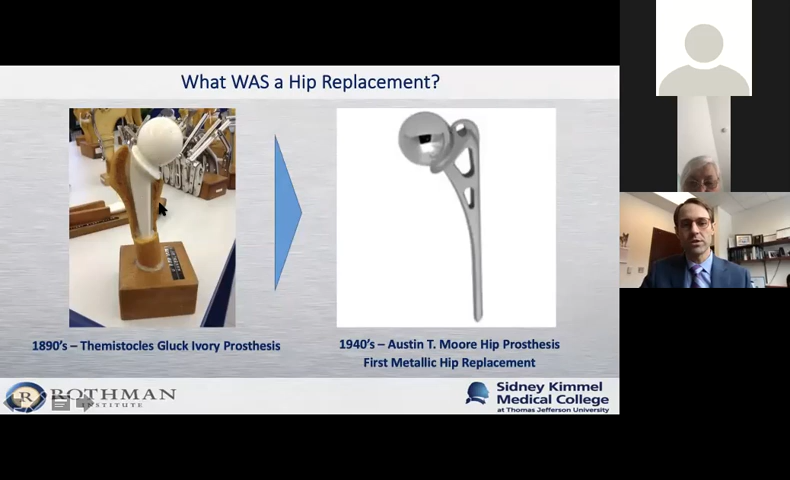 What WAS a Hip Replacement?
1890's – Themistocles Gluck Ivory Prosthesis
1940's – Austin T. Moore Hip Prosthesis
First Metallic Hip Replacement
R ROTHMAN
INSTITUTE
Sidney Kimmel
Medical College
at Thomas Jefferson University